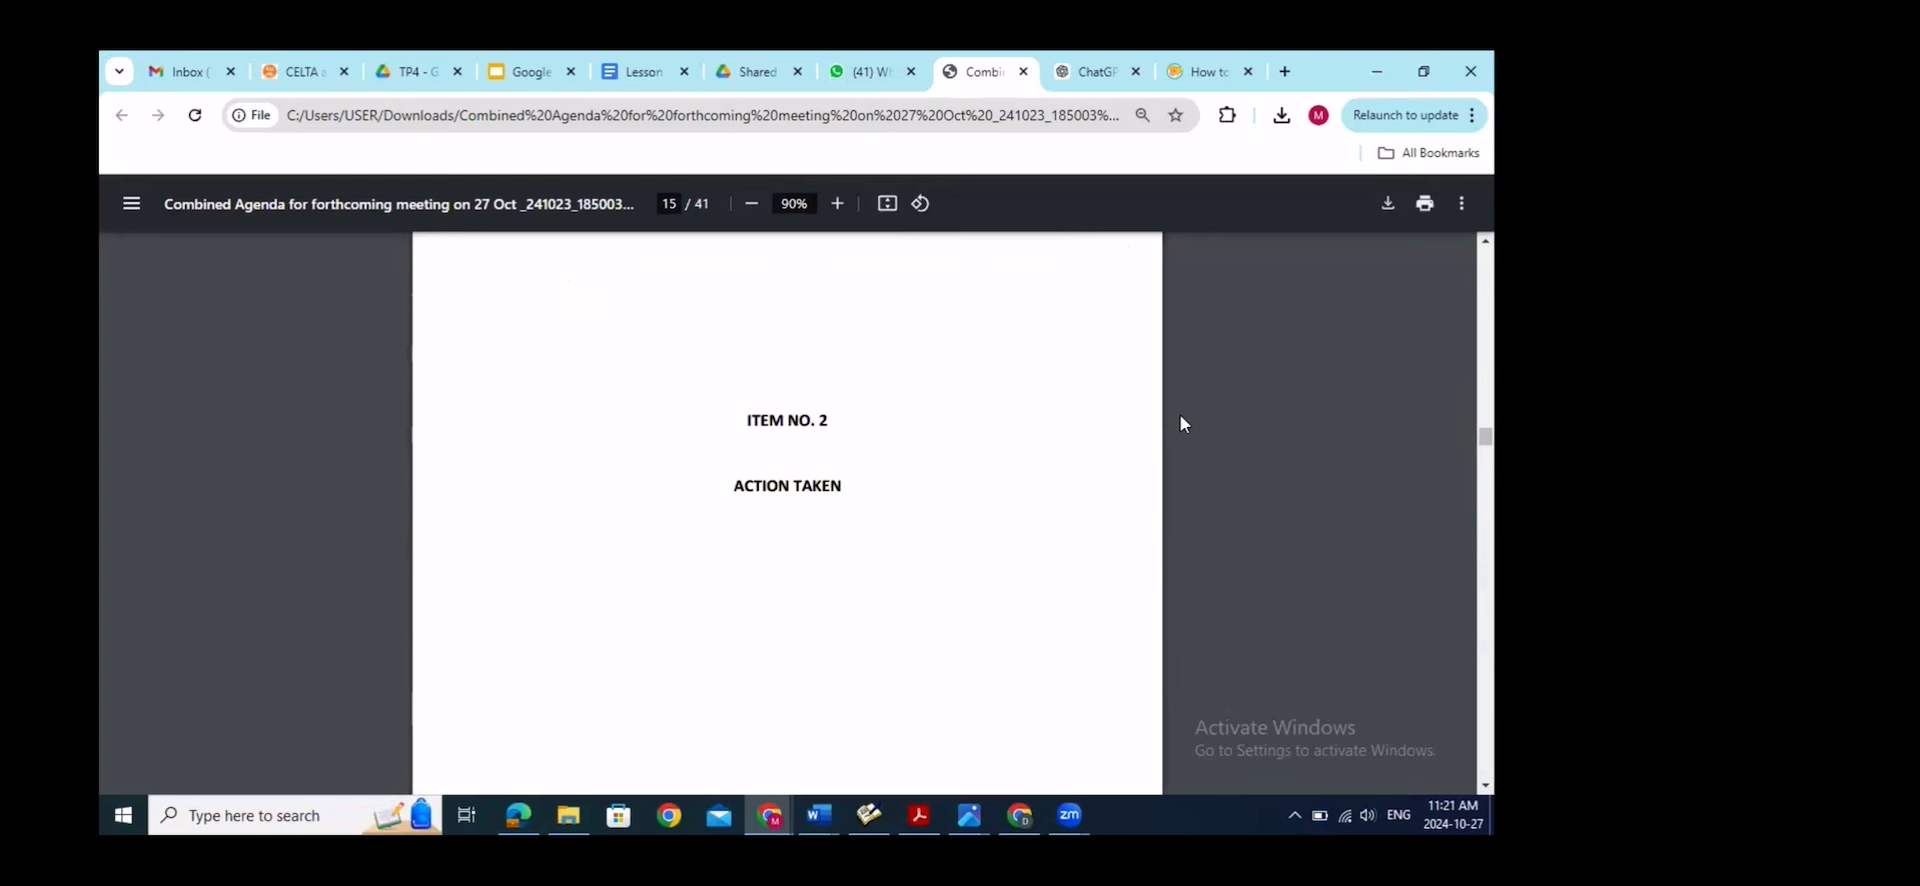 Inbox (
CELTA a
TP4 - G
Google
Lesson
Shared
(41) W
Combi
ChatGP
How to
File
C:/Users/USER/Downloads/Combined%20Agenda%20for%20forthcoming%20meeting%20on%2027%20Oct%20_241023_185003%...
M
Relaunch to update
All Bookmarks
Combined Agenda for forthcoming meeting on 27 Oct _241023_185003...
15 / 41
90%
ITEM NO. 2
ACTION TAKEN
Activate Windows
Go to Settings to activate Windows.
Type here to search
M
W
D
zm
ENG
11:21 AM
2024-10-27